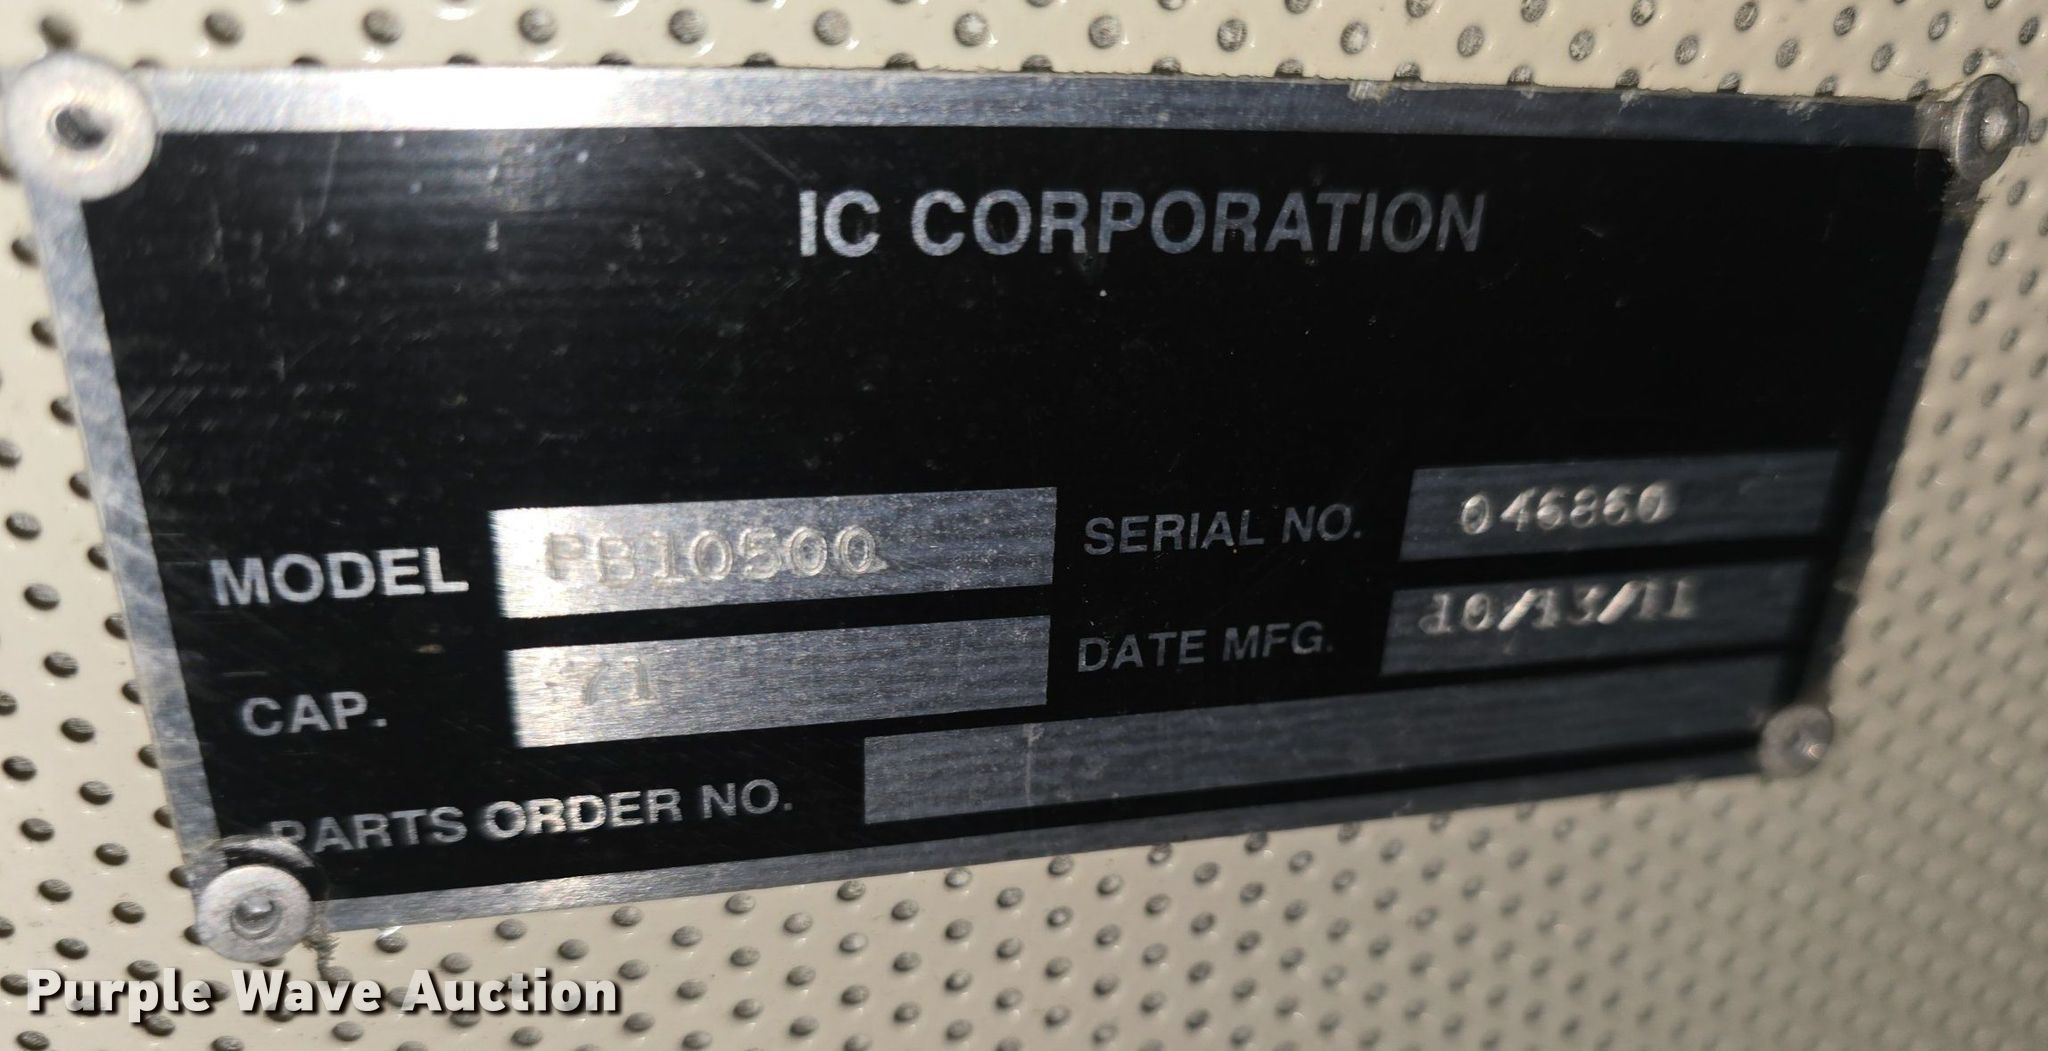 IC CORPORATION
MODEL PB10500 SERIAL NO. 046860
CAP. 71 DATE MFG. 10/13/11
PARTS ORDER NO.
Purple Wave Auction